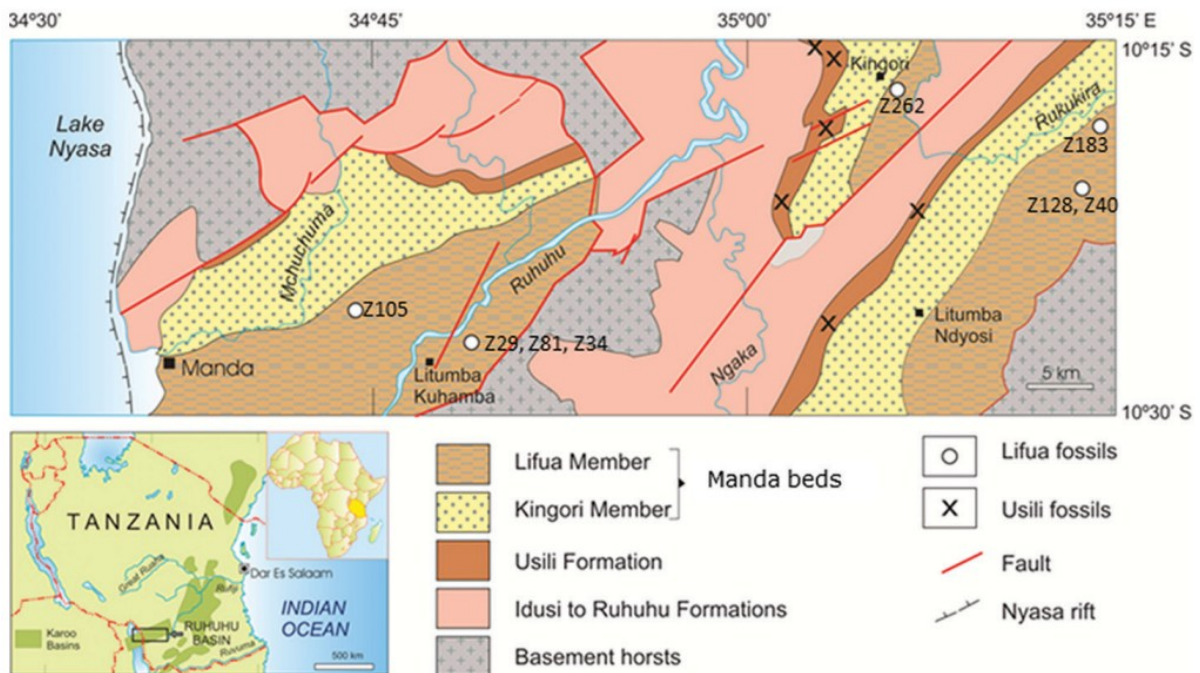 34°30' 34°45' 35°00' 35°15' E
10°15' S
Kingori
Z262
Rukukira
Lake
Nyasa
Z183
Z128, Z40
Mchuchuma
Ruhuhu
Z105
Litumba
Ndyosi
Z29, Z81, Z34
Manda
Litumba
Kuhamba
Ngaka
5 km
10°30' S
TANZANIA
Dar Es Salaam
Rufiji
INDIAN
OCEAN
Karoo
Basins
RUHUHU
BASIN
Ruvuma
500 km
Lifua Member
Kingori Member
Manda beds
Usili Formation
Idusi to Ruhuhu Formations
Basement horsts
Lifua fossils
Usili fossils
Fault
Nyasa rift